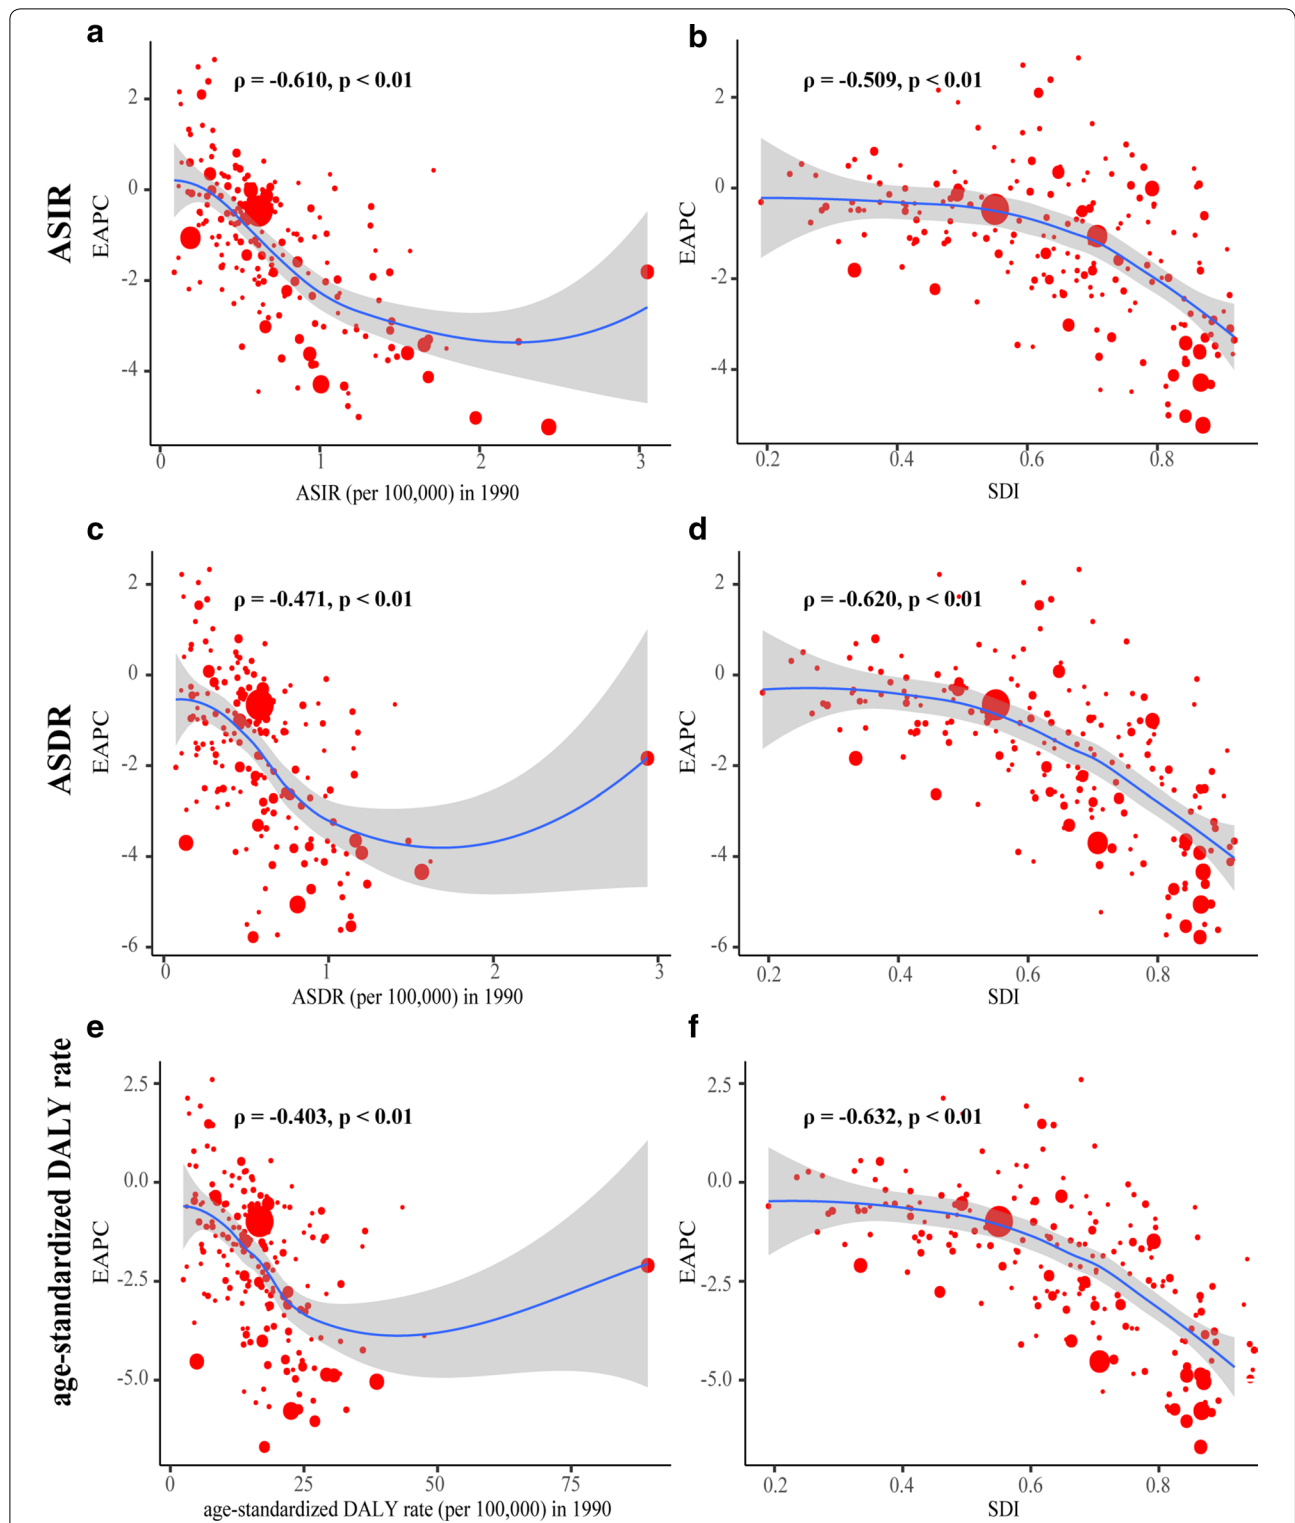 a
b
ρ = -0.610, p < 0.01
ρ = -0.509, p < 0.01
ASIR
EAPC
2
0
-2
-4
0
1
2
3
ASIR (per 100,000) in 1990
EAPC
2
0
-2
-4
0.2
0.4
0.6
0.8
SDI
c
d
ρ = -0.471, p < 0.01
ρ = -0.620, p < 0.01
ASDR
EAPC
2
0
-2
-4
-6
0
1
2
3
ASDR (per 100,000) in 1990
EAPC
2
0
-2
-4
-6
0.2
0.4
0.6
0.8
SDI
e
f
ρ = -0.403, p < 0.01
ρ = -0.632, p < 0.01
age-standardized DALY rate
EAPC
2.5
0.0
-2.5
-5.0
0
25
50
75
age-standardized DALY rate (per 100,000) in 1990
EAPC
2.5
0.0
-2.5
-5.0
0.2
0.4
0.6
0.8
SDI